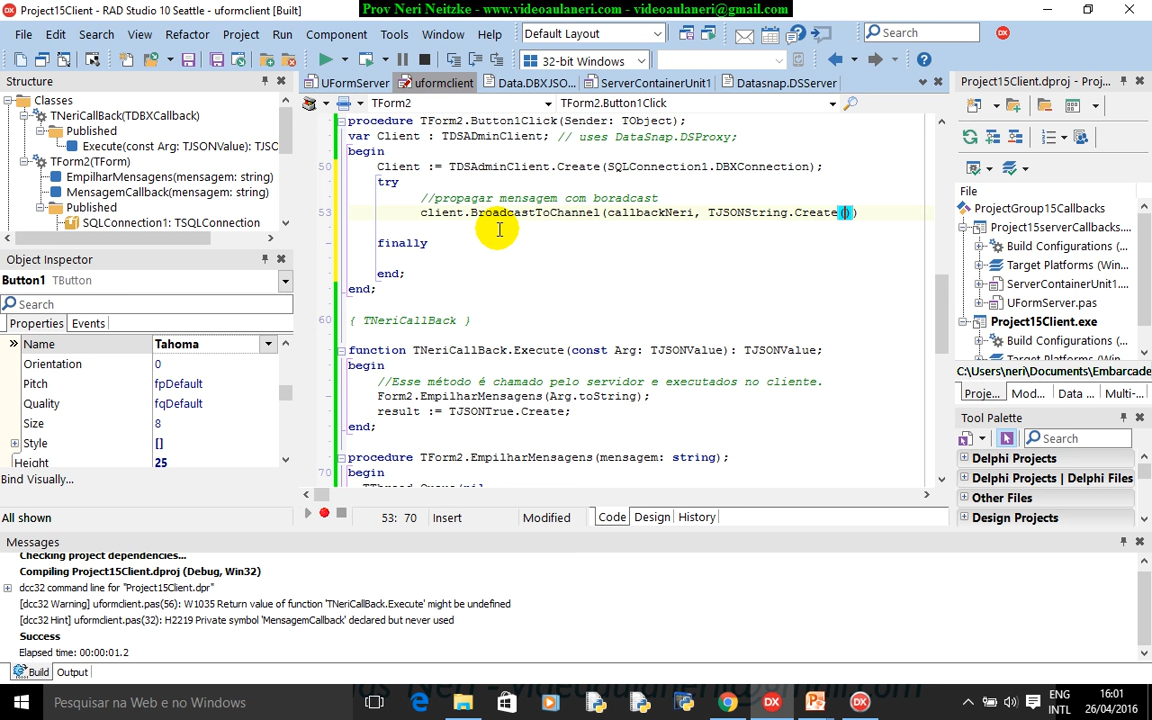 Project15Client - RAD Studio 10 Seattle - uformclient [Built]
Prov Neri Neitzke - www.videoaulaneri.com - videoaulaneri@gmail.com
File Edit Search View Refactor Project Run Component Tools Window Help
Default Layout
Search
32-bit Windows
Structure
Classes
TNeriCallBack(TDBXCallback)
Published
Execute(const Arg: TJSONValue): TJSC
TForm2(TForm)
EmpilharMensagens(mensagem: string)
MensagemCallback(mensagem: string)
Published
SQLConnection1: TSQLConnection
Object Inspector
Button1 TButton
Search
Properties Events
Name Tahoma
Orientation 0
Pitch fpDefault
Quality fqDefault
Size 8
Style []
Height 25
Bind Visually...
All shown
UFormServer uformclient Data.DBXJSO... ServerContainerUnit1 Datasnap.DSServer
TForm2 TForm2.Button1Click
procedure TForm2.Button1Click(Sender: TObject);
var Client : TDSADminClient; // uses DataSnap.DSProxy;
begin
50 Client := TDSAdminClient.Create(SQLConnection1.DBXConnection);
try
//propagar mensagem com boradcast
53 client.BroadcastToChannel(callbackNeri, TJSONString.Create())
finally
end;
end;
60 { TNeriCallBack }
function TNeriCallBack.Execute(const Arg: TJSONValue): TJSONValue;
begin
//Esse método é chamado pelo servidor e executados no cliente.
Form2.EmpilharMensagens(Arg.toString);
result := TJSONTrue.Create;
end;
procedure TForm2.EmpilharMensagens(mensagem: string);
70 begin
53: 70 Insert Modified Code Design History
Project15Client.dproj - Proj...
File
ProjectGroup15Callbacks
Project15serverCallbacks....
Build Configurations (...
Target Platforms (Win...
ServerContainerUnit1....
UFormServer.pas
Project15Client.exe
Build Configurations (...
Target Platforms (Win...
C:\Users\neri\Documents\Embarcade
Proje... Mod... Data ... Multi-...
Tool Palette
Search
Delphi Projects
Delphi Projects | Delphi Files
Other Files
Design Projects
Messages
Checking project dependencies...
Compiling Project15Client.dproj (Debug, Win32)
dcc32 command line for "Project15Client.dpr"
[dcc32 Warning] uformclient.pas(56): W1035 Return value of function 'TNeriCallBack.Execute' might be undefined
[dcc32 Hint] uformclient.pas(32): H2219 Private symbol 'MensagemCallback' declared but never used
Success
Elapsed time: 00:00:01.2
Build Output
Pesquisar na Web e no Windows
ENG
INTL
16:01
26/04/2016